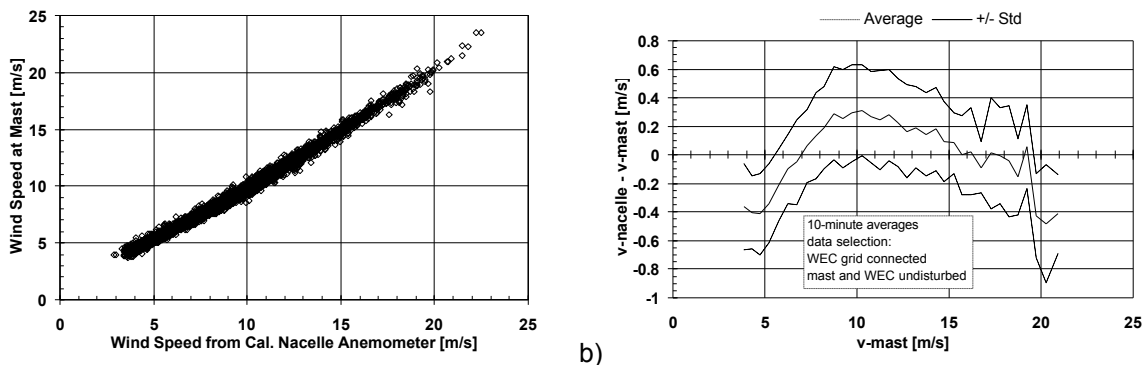 25
20
15
10
5
0
Wind Speed at Mast [m/s]
0 5 10 15 20 25
Wind Speed from Cal. Nacelle Anemometer [m/s]
b)
Average +/- Std
1
0.8
0.6
0.4
0.2
0
-0.2
-0.4
-0.6
-0.8
-1
v-nacelle - v-mast [m/s]
10-minute averages
data selection:
WEC grid connected
mast and WEC undisturbed
0 5 10 15 20 25
v-mast [m/s]